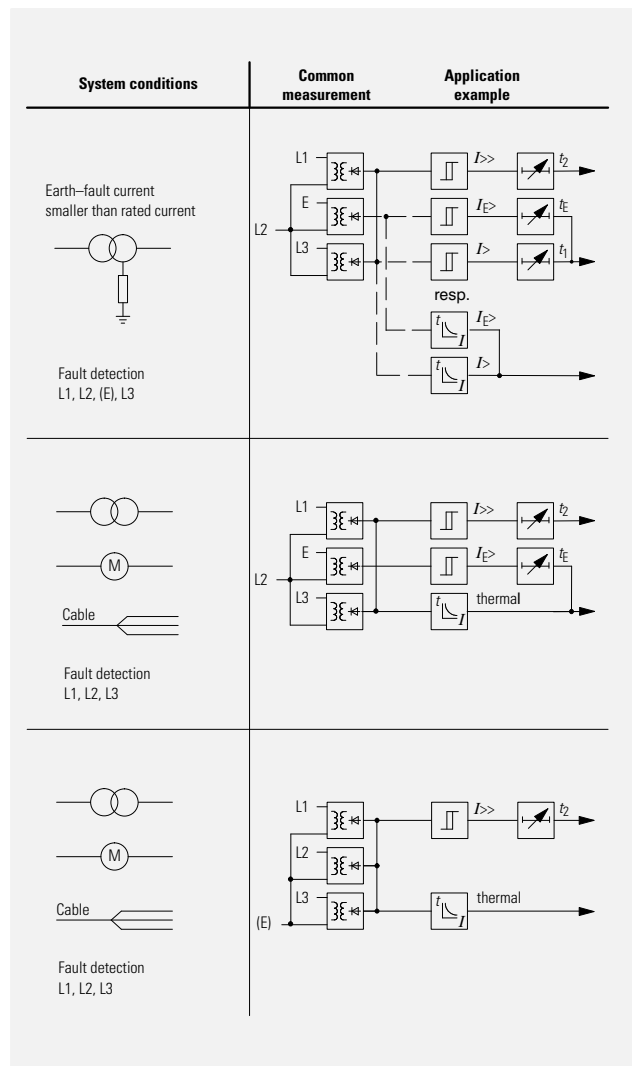 System conditions
Common
measurement
Application
example
Earth–fault current
smaller than rated current
Fault detection
L1, L2, (E), L3
L1
E
L2
L3
I>>
t2
IE>
tE
I>
t1
resp.
t
I
IE>
t
I
I>
M
Cable
Fault detection
L1, L2, L3
L1
E
L2
L3
I>>
t2
IE>
tE
t
I
thermal
M
Cable
Fault detection
L1, L2, L3
L1
L2
L3
(E)
I>>
t2
t
I
thermal